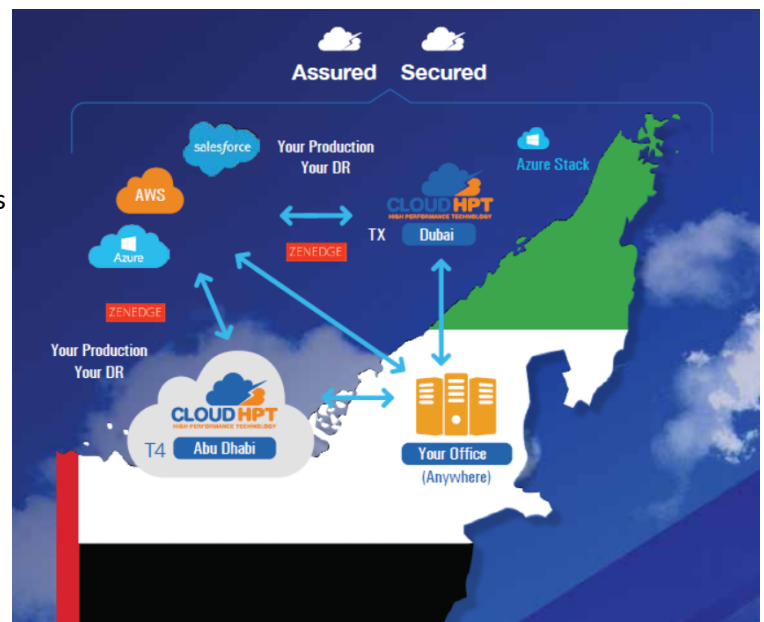 Assured Secured
salesforce
Your Production
Your DR
Azure Stack
AWS
CLOUD HPT
HIGH PERFORMANCE TECHNOLOGY
TX Dubai
Azure
ZENEDGE
ZENEDGE
Your Production
Your DR
CLOUD HPT
HIGH PERFORMANCE TECHNOLOGY
T4 Abu Dhabi
Your Office
(Anywhere)
s